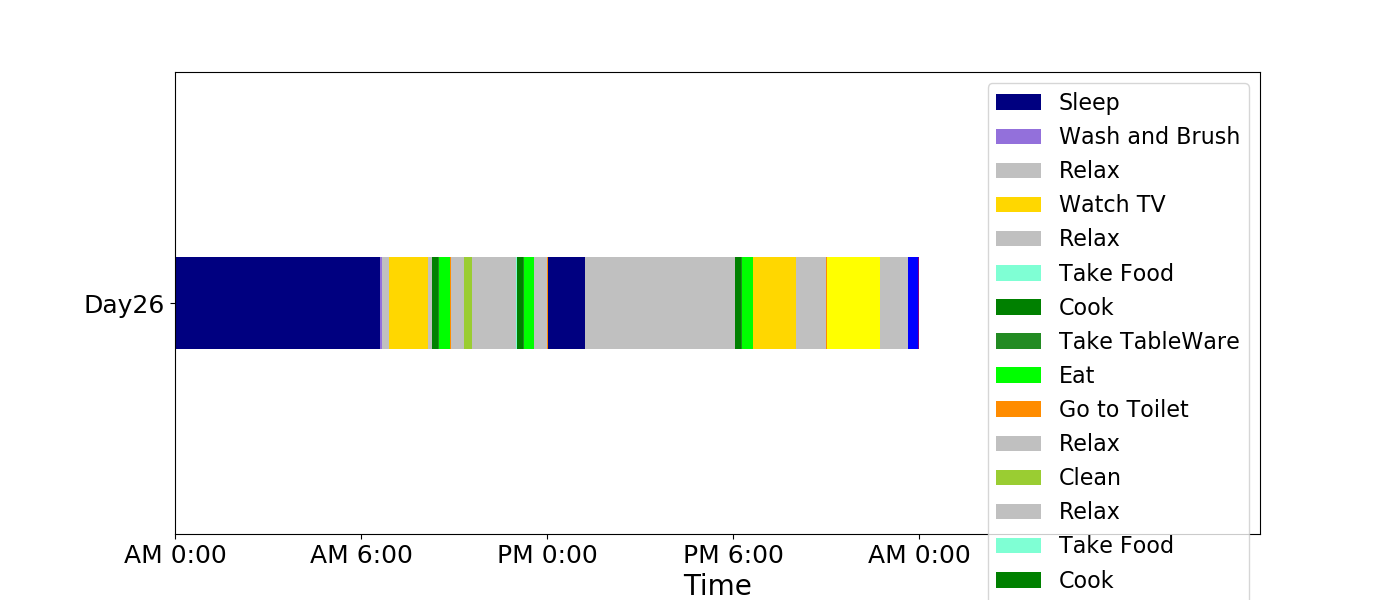 Day26
AM 0:00
AM 6:00
PM 0:00
PM 6:00
AM 0:00
Time
Sleep
Wash and Brush
Relax
Watch TV
Relax
Take Food
Cook
Take TableWare
Eat
Go to Toilet
Relax
Clean
Relax
Take Food
Cook